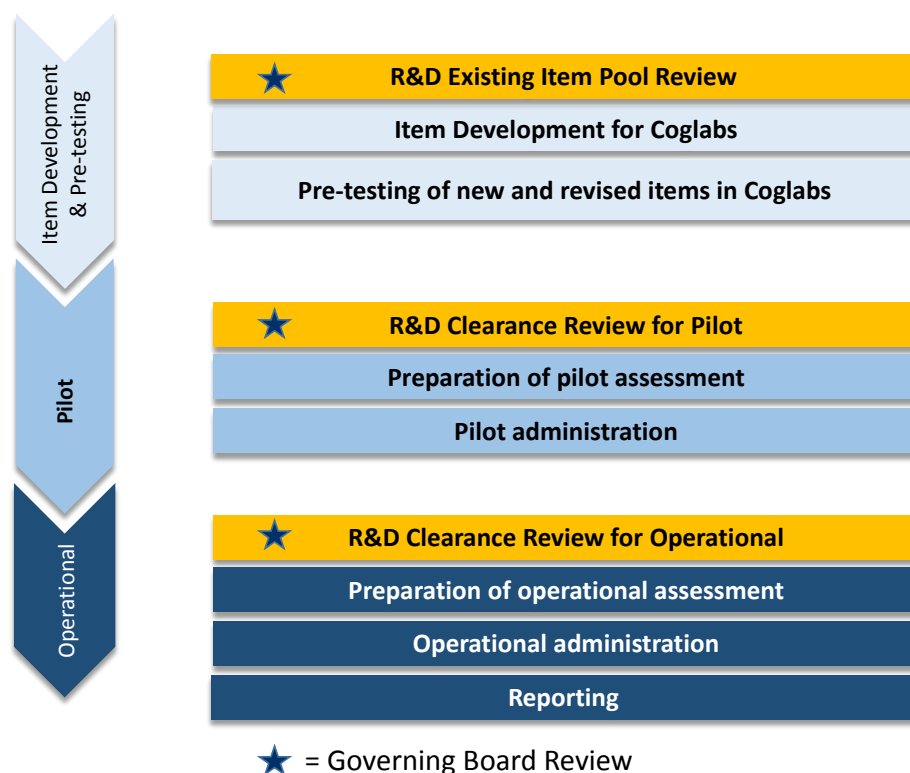 Item Development
& Pre-testing
R&D Existing Item Pool Review
Item Development for Coglabs
Pre-testing of new and revised items in Coglabs
Pilot
R&D Clearance Review for Pilot
Preparation of pilot assessment
Pilot administration
Operational
R&D Clearance Review for Operational
Preparation of operational assessment
Operational administration
Reporting
= Governing Board Review